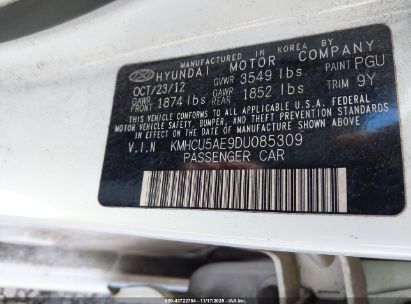 MANUFACTURED IN KOREA BY
HYUNDAI MOTOR COMPANY
OCT/23/12 GVWR 3549 lbs. PAINT PGU
GAWR FRONT 1874 lbs GAWR REAR 1852 lbs TRIM 9Y
THIS VEHICLE CONFORMS TO ALL APPLICABLE U.S.A. FEDERAL
MOTOR VEHICLE SAFETY, BUMPER, AND THEFT PREVENTION STANDARDS
IN EFFECT ON THE DATE OF MANUFACTURE SHOWN ABOVE.
V.I.N KMHCU5AE9DU085309
PASSENGER CAR